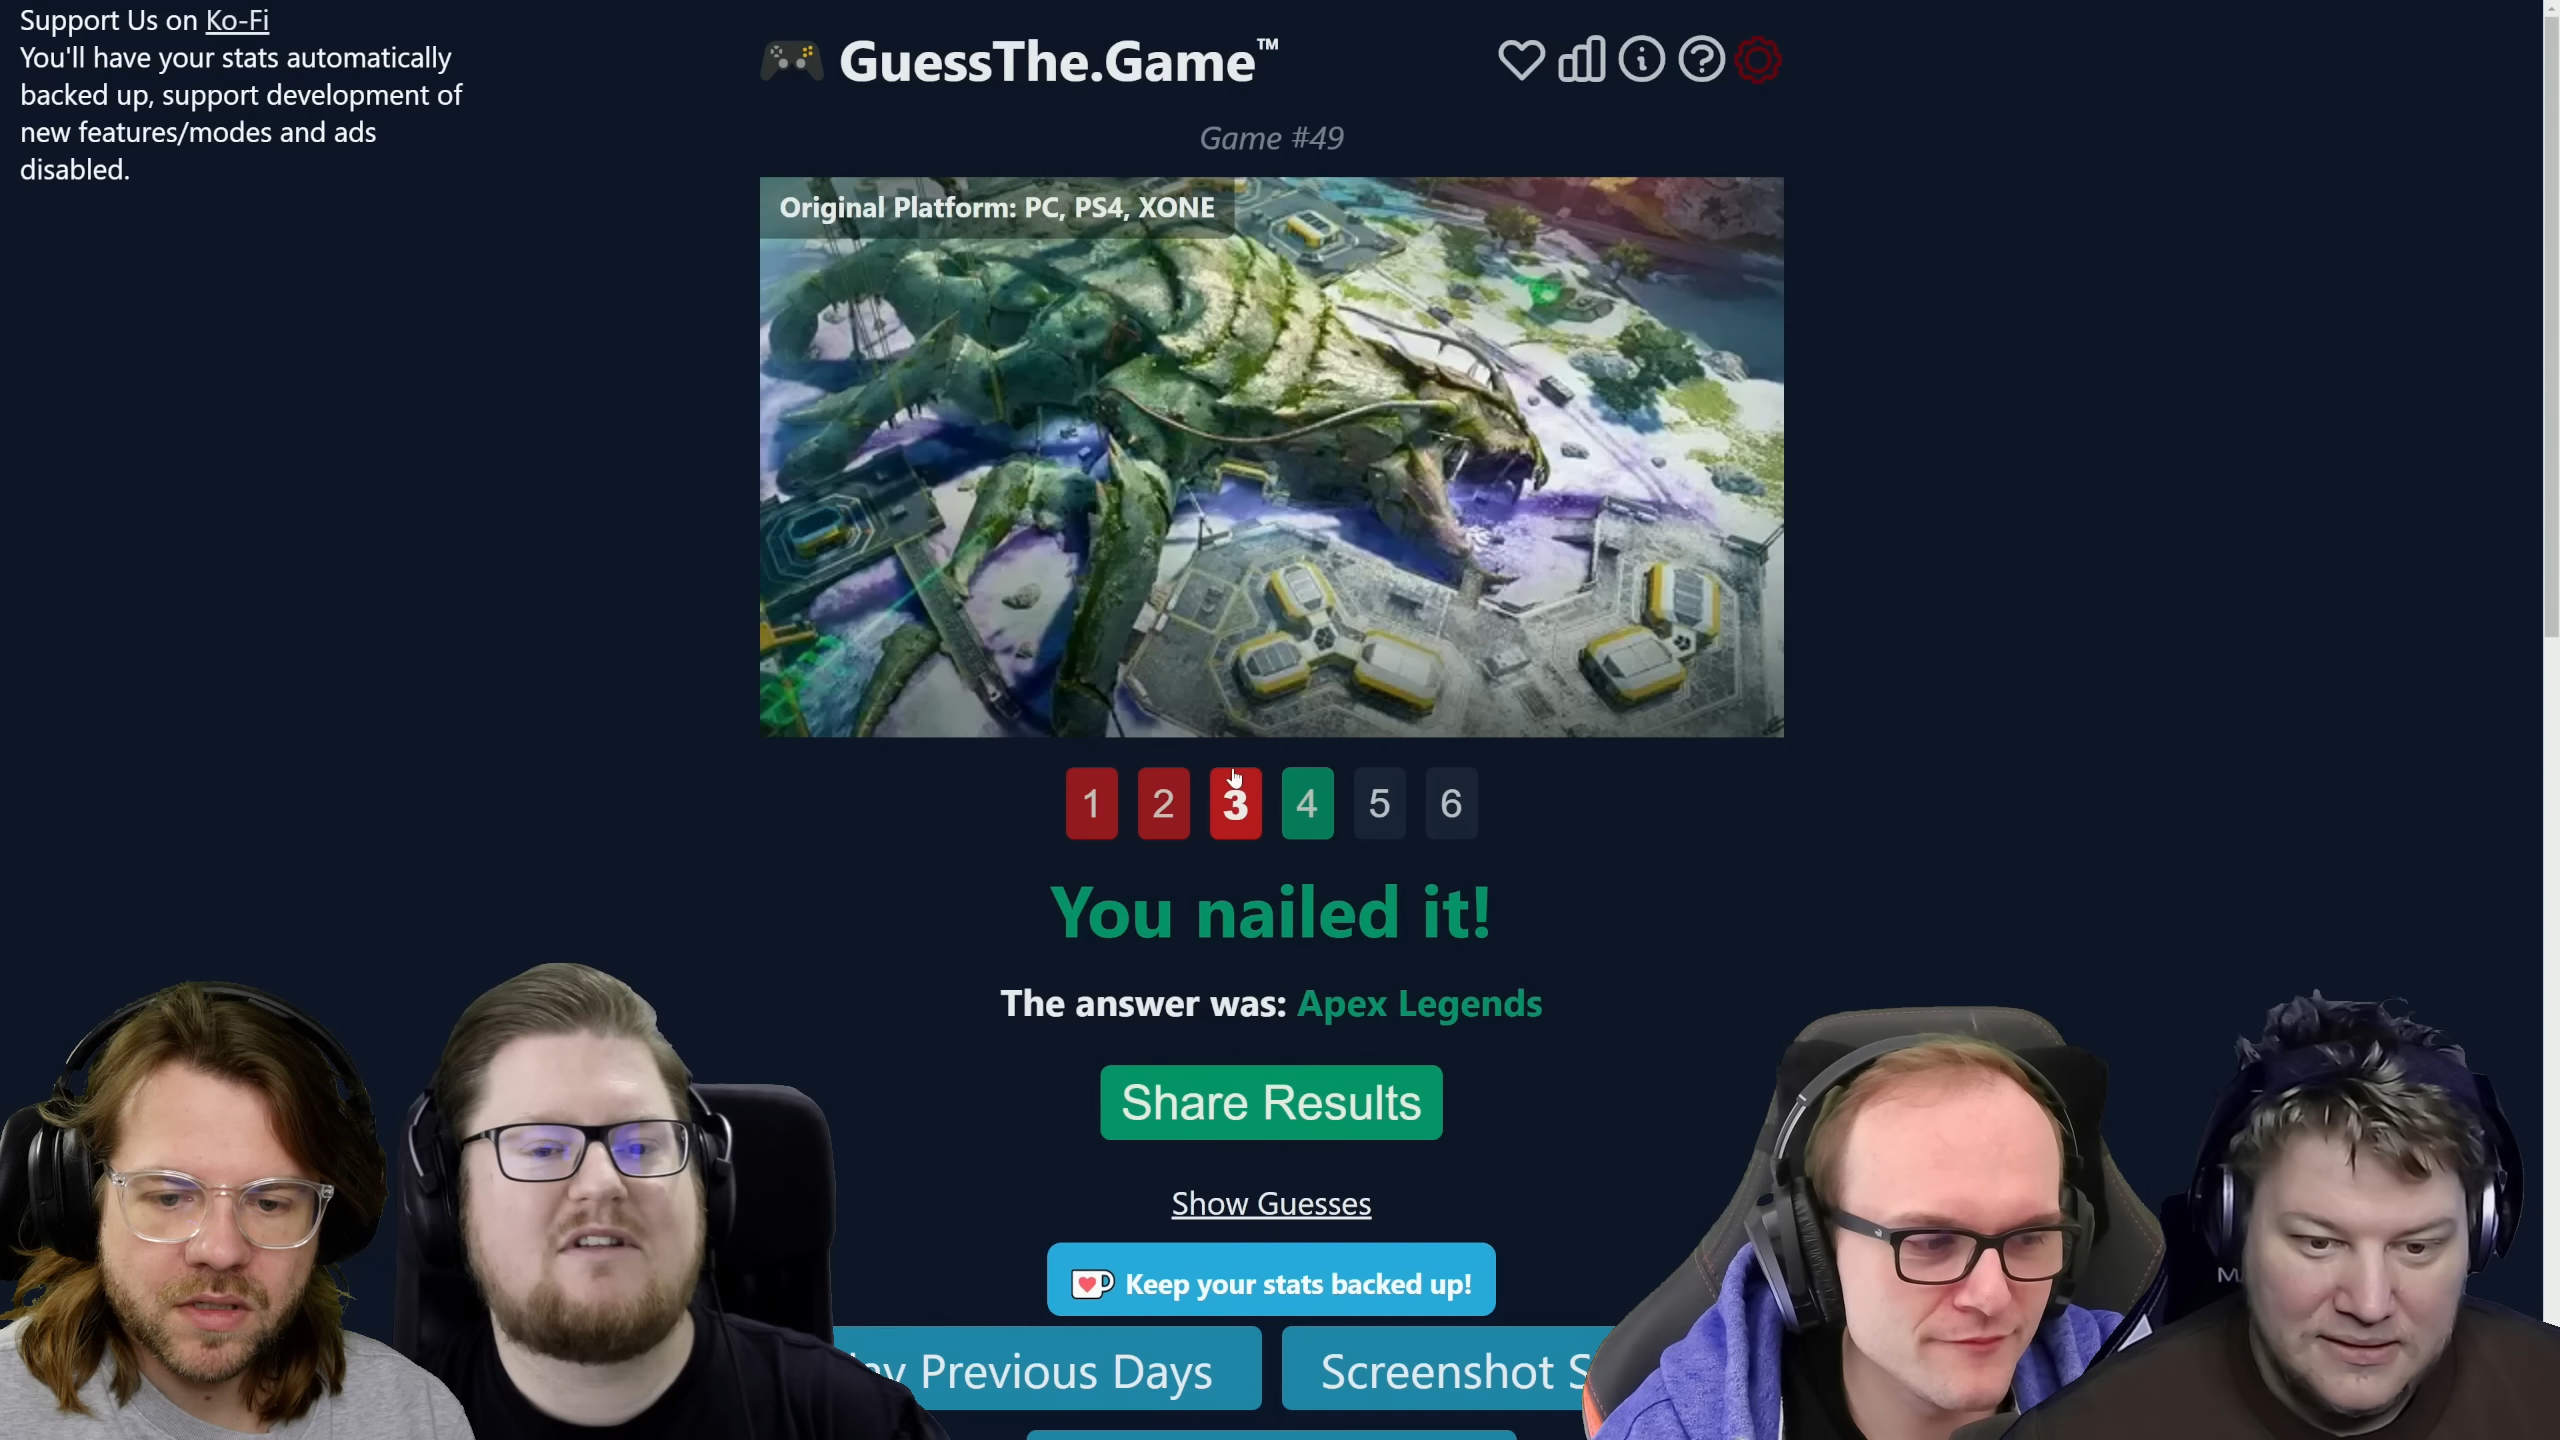 Support Us on Ko-Fi
You'll have your stats automatically
backed up, support development of
new features/modes and ads
disabled.
GuessThe.Game™
Game #49
Original Platform: PC, PS4, XONE
1 2 3 4 5 6
You nailed it!
The answer was: Apex Legends
Share Results
Show Guesses
Keep your stats backed up!
Previous Days
Screenshot